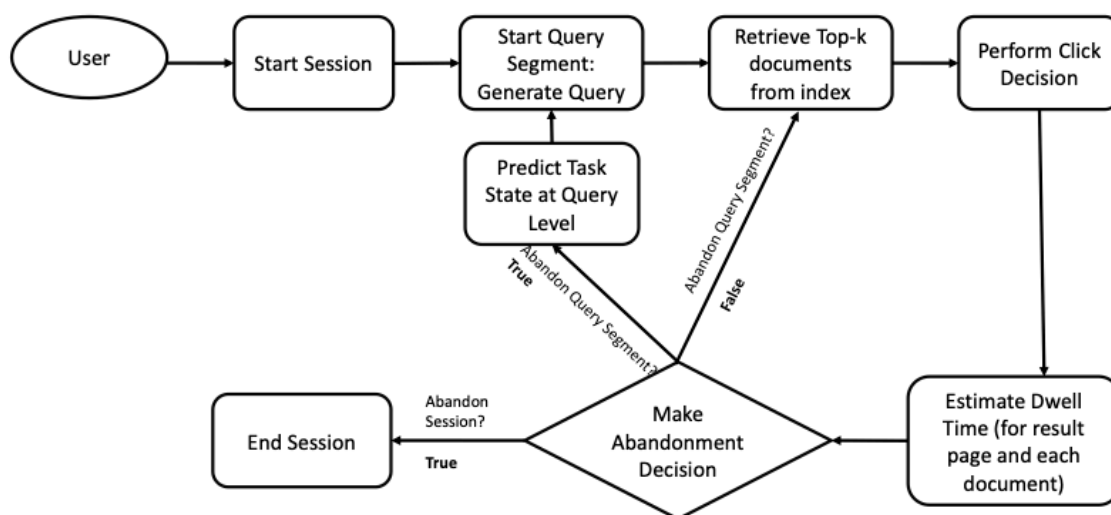 User
Start Session
Start Query
Segment:
Generate Query
Retrieve Top-k
documents
from index
Perform Click
Decision
Predict Task
State at Query
Level
Abandon Query Segment?
True
Abandon Query Segment?
False
Estimate Dwell
Time (for result
page and each
document)
Make
Abandonment
Decision
Abandon
Session?
True
End Session